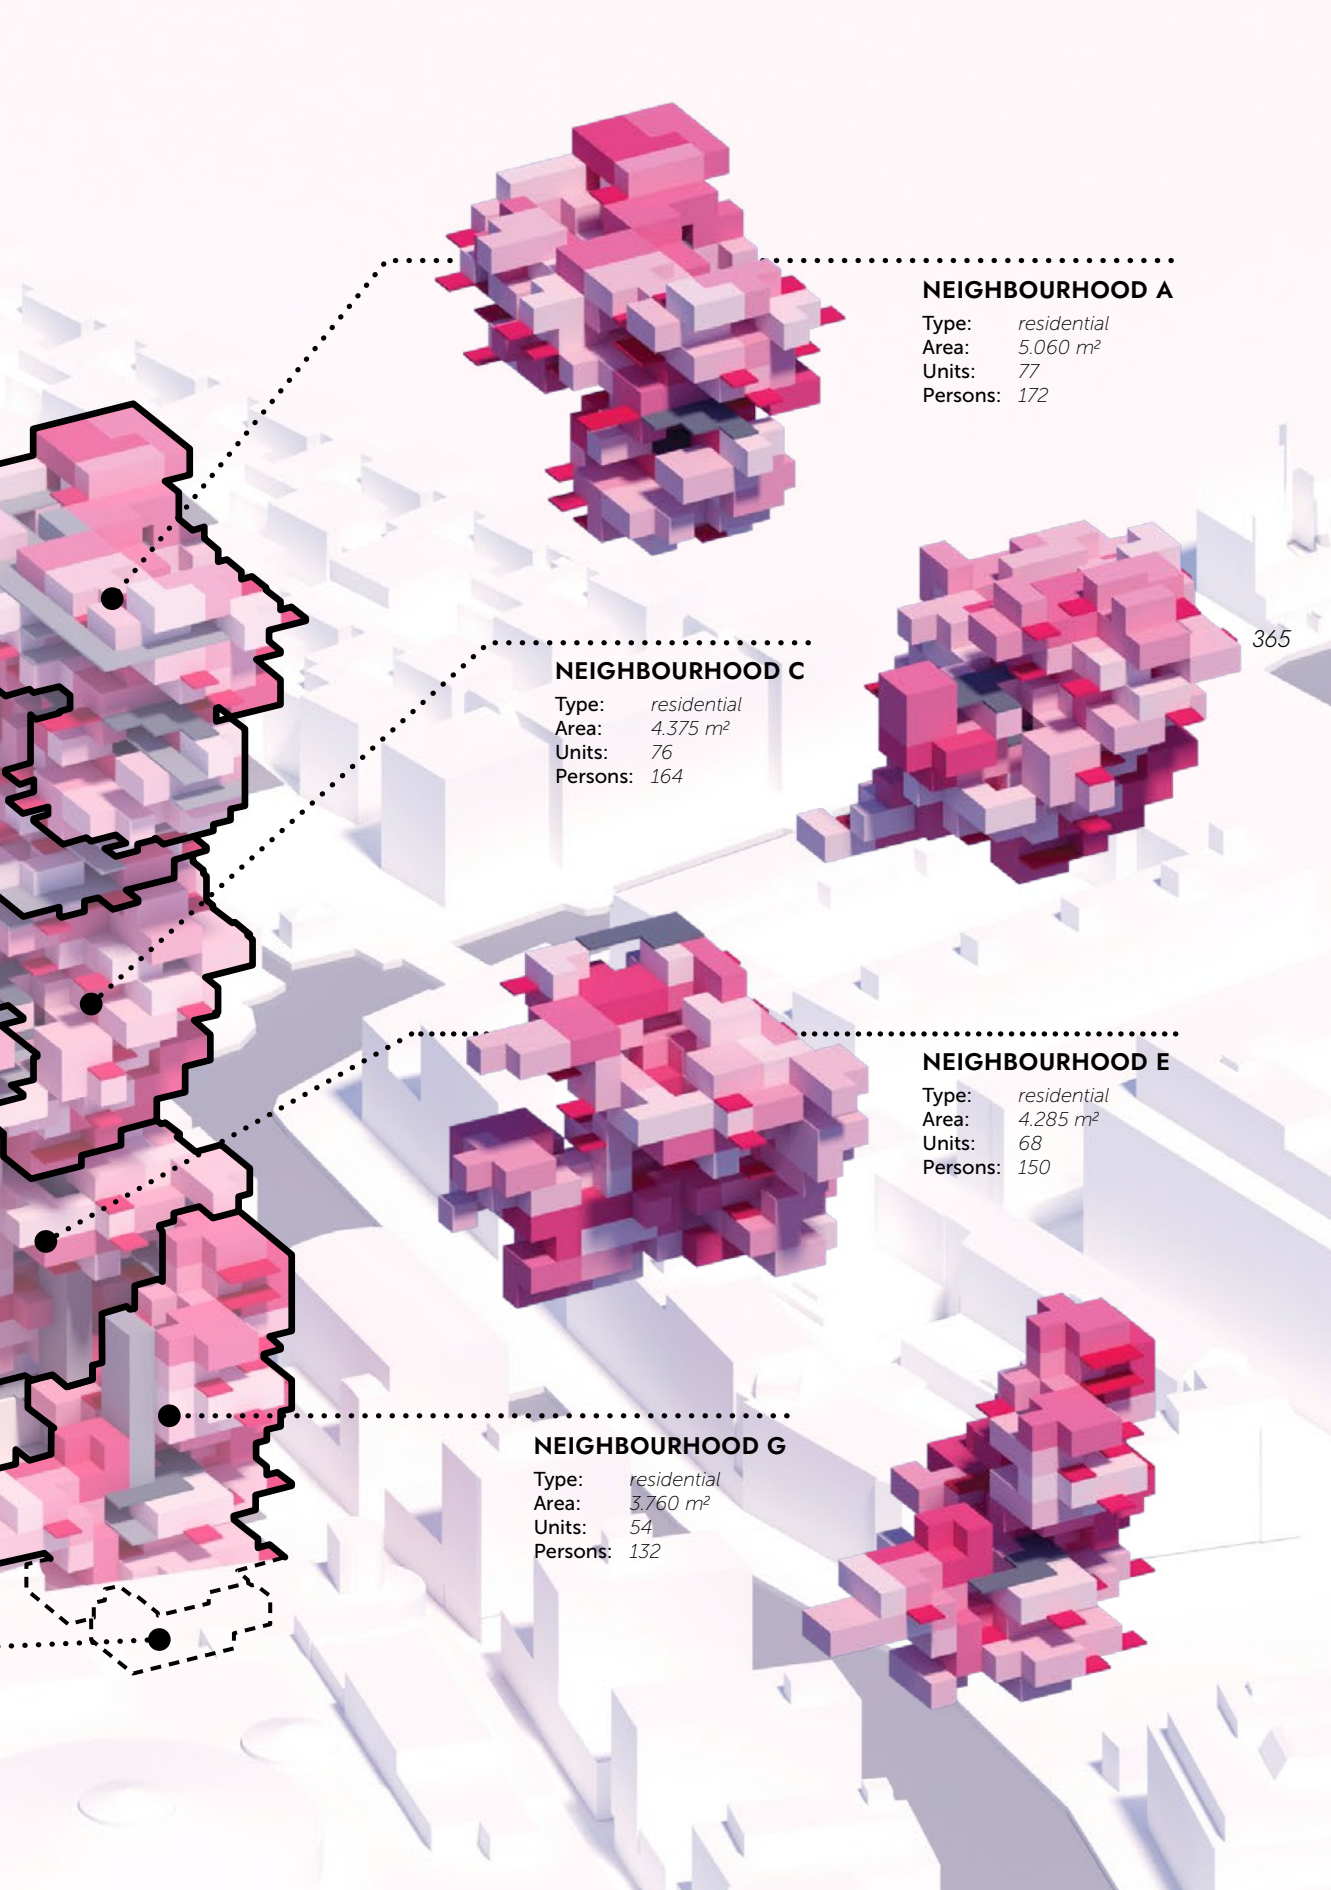 NEIGHBOURHOOD A
Type: residential
Area: 5.060 m²
Units: 77
Persons: 172
365
NEIGHBOURHOOD C
Type: residential
Area: 4.375 m²
Units: 76
Persons: 164
NEIGHBOURHOOD E
Type: residential
Area: 4.285 m²
Units: 68
Persons: 150
NEIGHBOURHOOD G
Type: residential
Area: 3.760 m²
Units: 54
Persons: 132